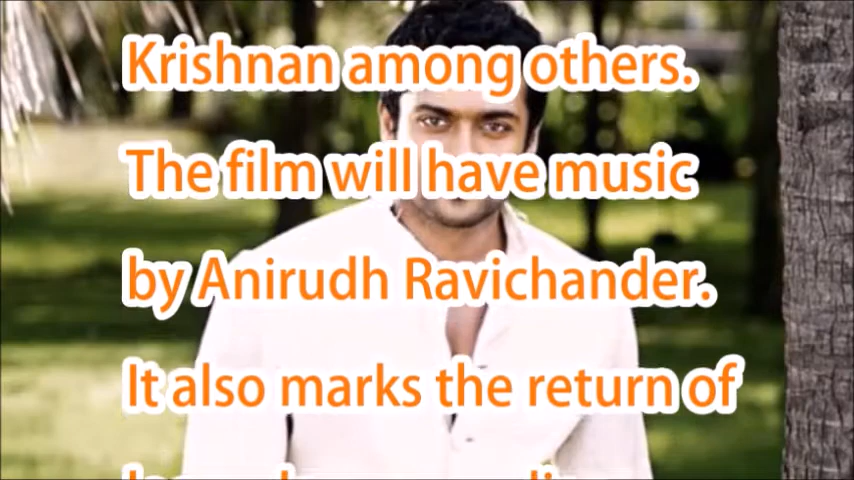 Krishnan among others.
The film will have music
by Anirudh Ravichander.
It also marks the return of